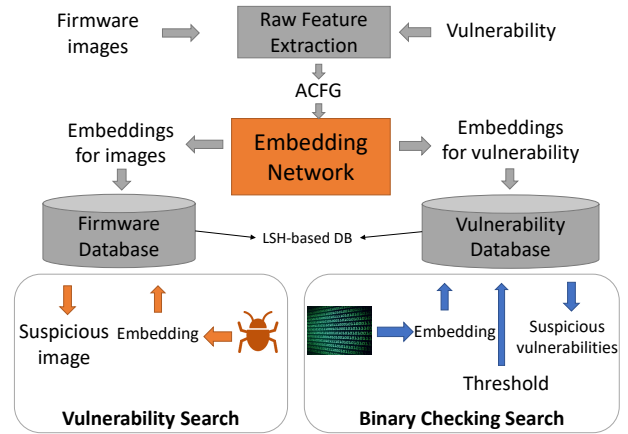 Firmware
images
Raw Feature
Extraction
Vulnerability
ACFG
Embeddings
for images
Embedding
Network
Embeddings
for vulnerability
Firmware
Database
LSH-based DB
Vulnerability
Database
Suspicious
image
Embedding
Vulnerability Search
Embedding
Threshold
Suspicious
vulnerabilities
Binary Checking Search